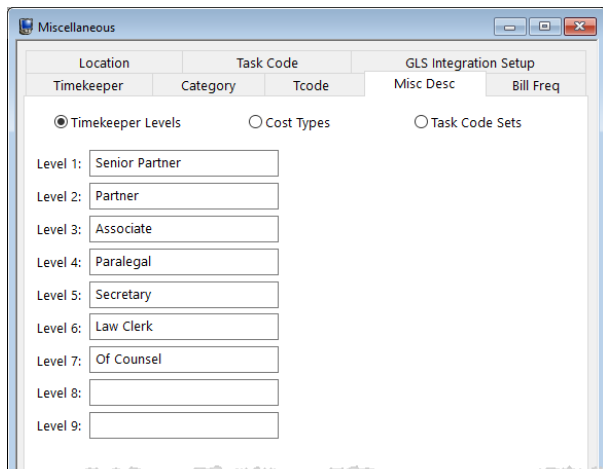 Miscellaneous
Location Task Code GLS Integration Setup
Timekeeper Category Tcode Misc Desc Bill Freq
Timekeeper Levels Cost Types Task Code Sets
Level 1: Senior Partner
Level 2: Partner
Level 3: Associate
Level 4: Paralegal
Level 5: Secretary
Level 6: Law Clerk
Level 7: Of Counsel
Level 8:
Level 9: